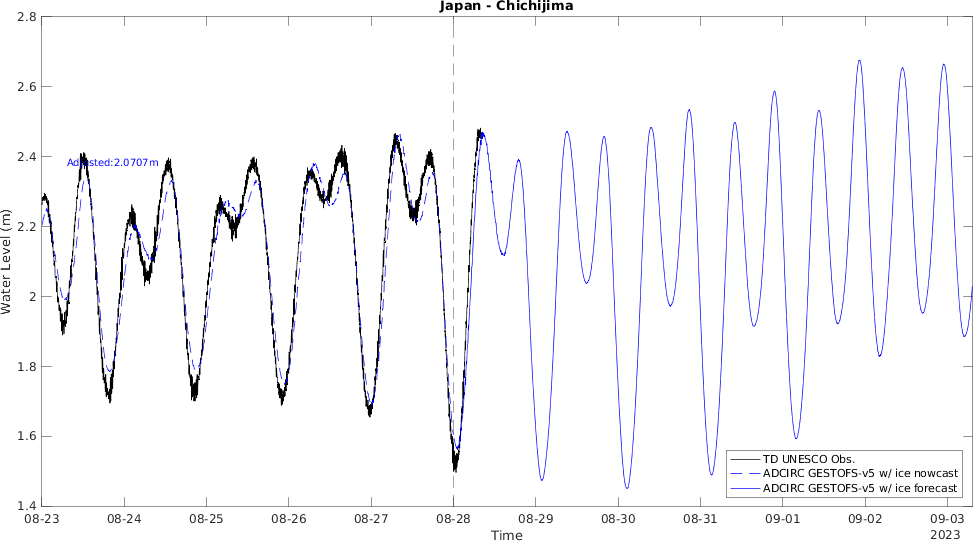 Japan - Chichijima
2.8
2.6
2.4
2.2
2
1.8
1.6
1.4
Water Level (m)
Adjusted:2.0707m
TD UNESCO Obs.
ADCIRC GESTOFS-v5 w/ ice nowcast
ADCIRC GESTOFS-v5 w/ ice forecast
08-23 08-24 08-25 08-26 08-27 08-28 08-29 08-30 08-31 09-01 09-02 09-03
Time
2023